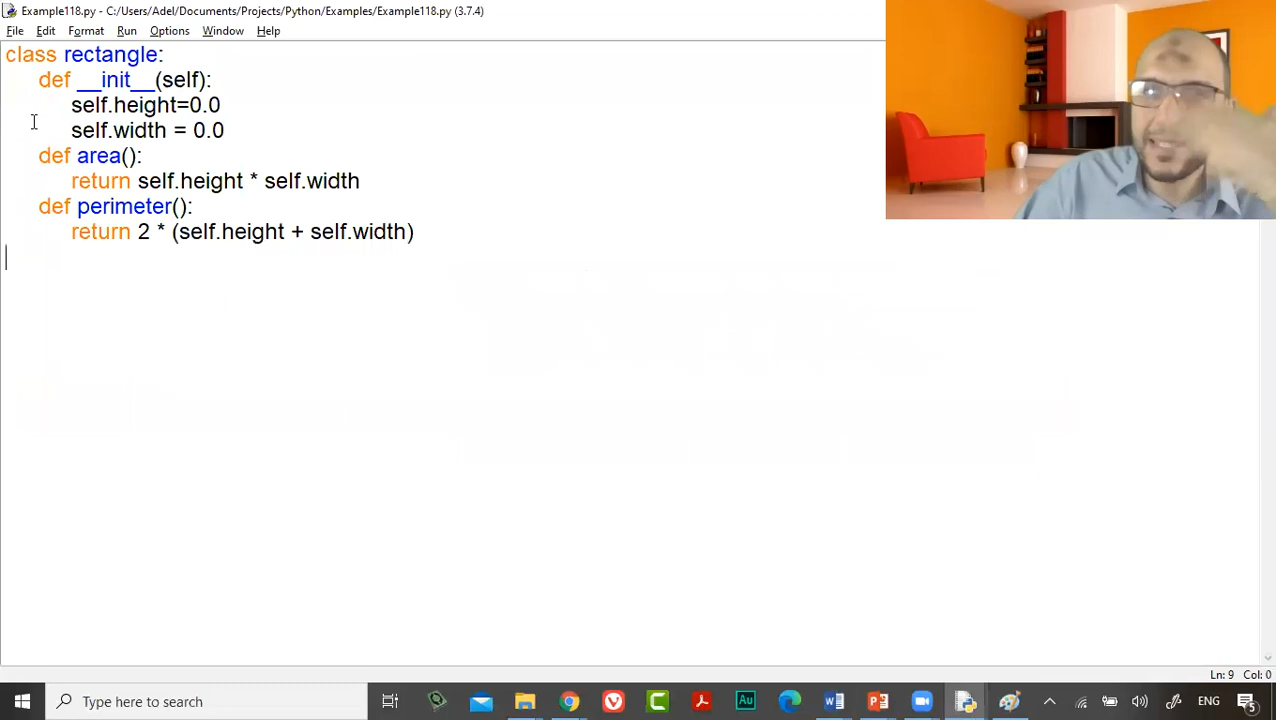 Example118.py - C:/Users/Adel/Documents/Projects/Python/Examples/Example118.py (3.7.4)
File Edit Format Run Options Window Help
class rectangle:
def __init__(self):
self.height=0.0
self.width = 0.0
def area():
return self.height * self.width
def perimeter():
return 2 * (self.height + self.width)
Ln: 9 Col: 0
Type here to search
Au
ENG
5